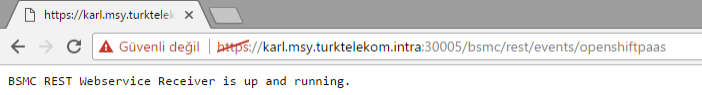 https://karl.msy.turktelek
Güvenli değil
https://karl.msy.turktelekom.intra:30005/bsmc/rest/events/openshiftpaas
BSMC REST Webservice Receiver is up and running.